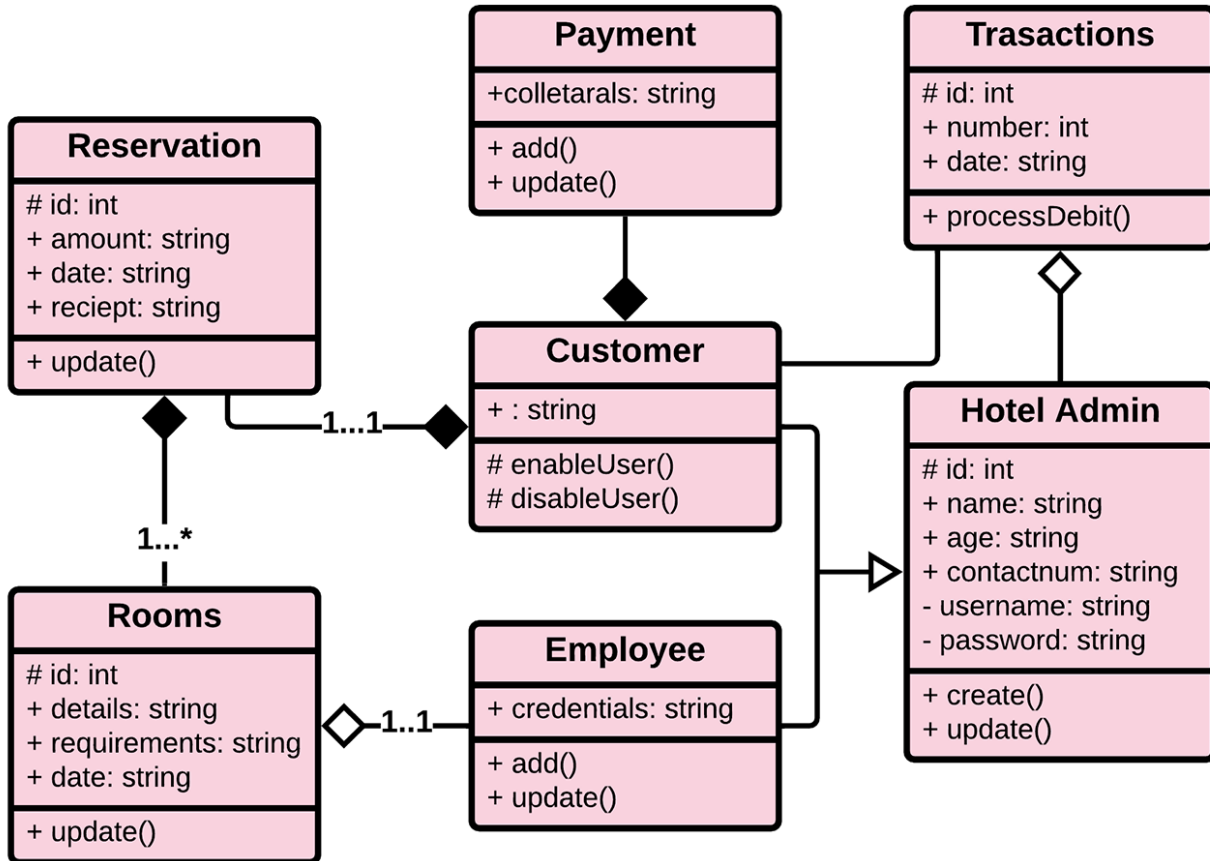 Payment
+colletarals: string
+ add()
+ update()
Trasactions
# id: int
+ number: int
+ date: string
+ processDebit()
Reservation
# id: int
+ amount: string
+ date: string
+ reciept: string
+ update()
Customer
+ : string
# enableUser()
# disableUser()
1...1
Hotel Admin
# id: int
+ name: string
+ age: string
+ contactnum: string
- username: string
- password: string
+ create()
+ update()
1...*
Rooms
# id: int
+ details: string
+ requirements: string
+ date: string
+ update()
1..1
Employee
+ credentials: string
+ add()
+ update()